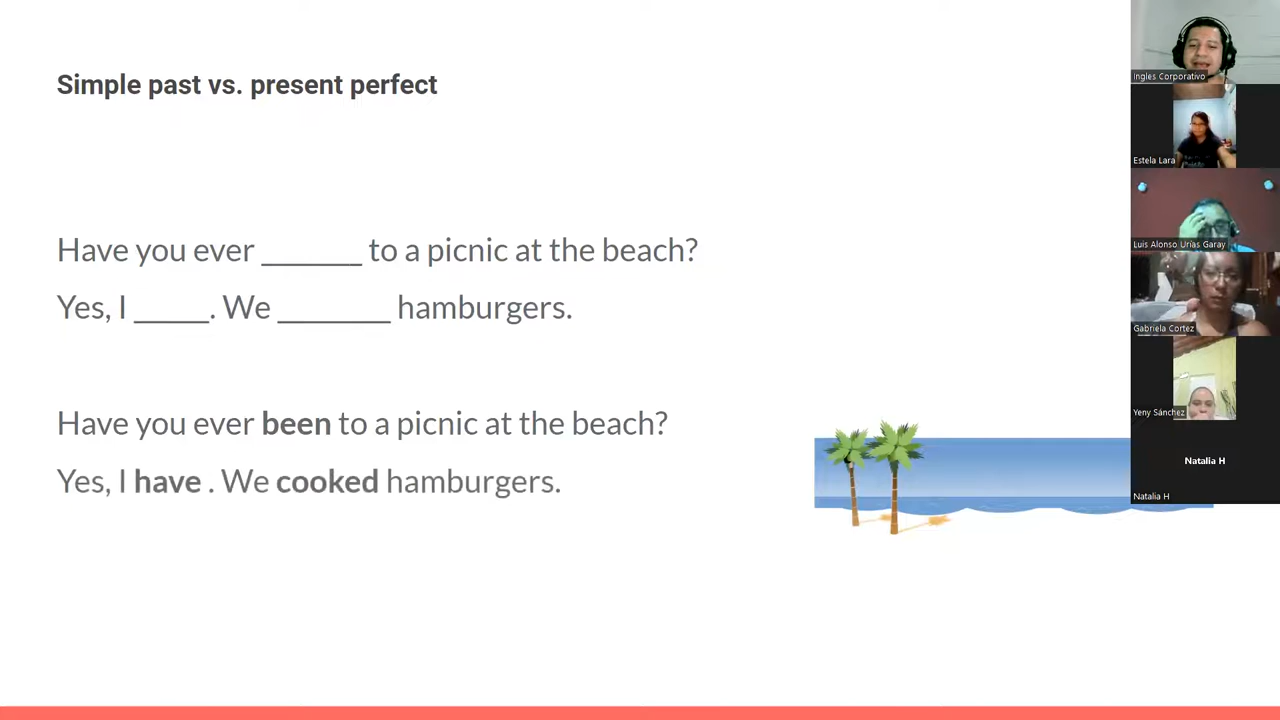 Simple past vs. present perfect
Have you ever _______ to a picnic at the beach?
Yes, I _____. We ________ hamburgers.
Have you ever been to a picnic at the beach?
Yes, I have . We cooked hamburgers.
Ingles Corporativo
Estela Lara
Luis Alonso Urías Garay
Gabriela Cortez
Yeny Sánchez
Natalia H
Natalia H